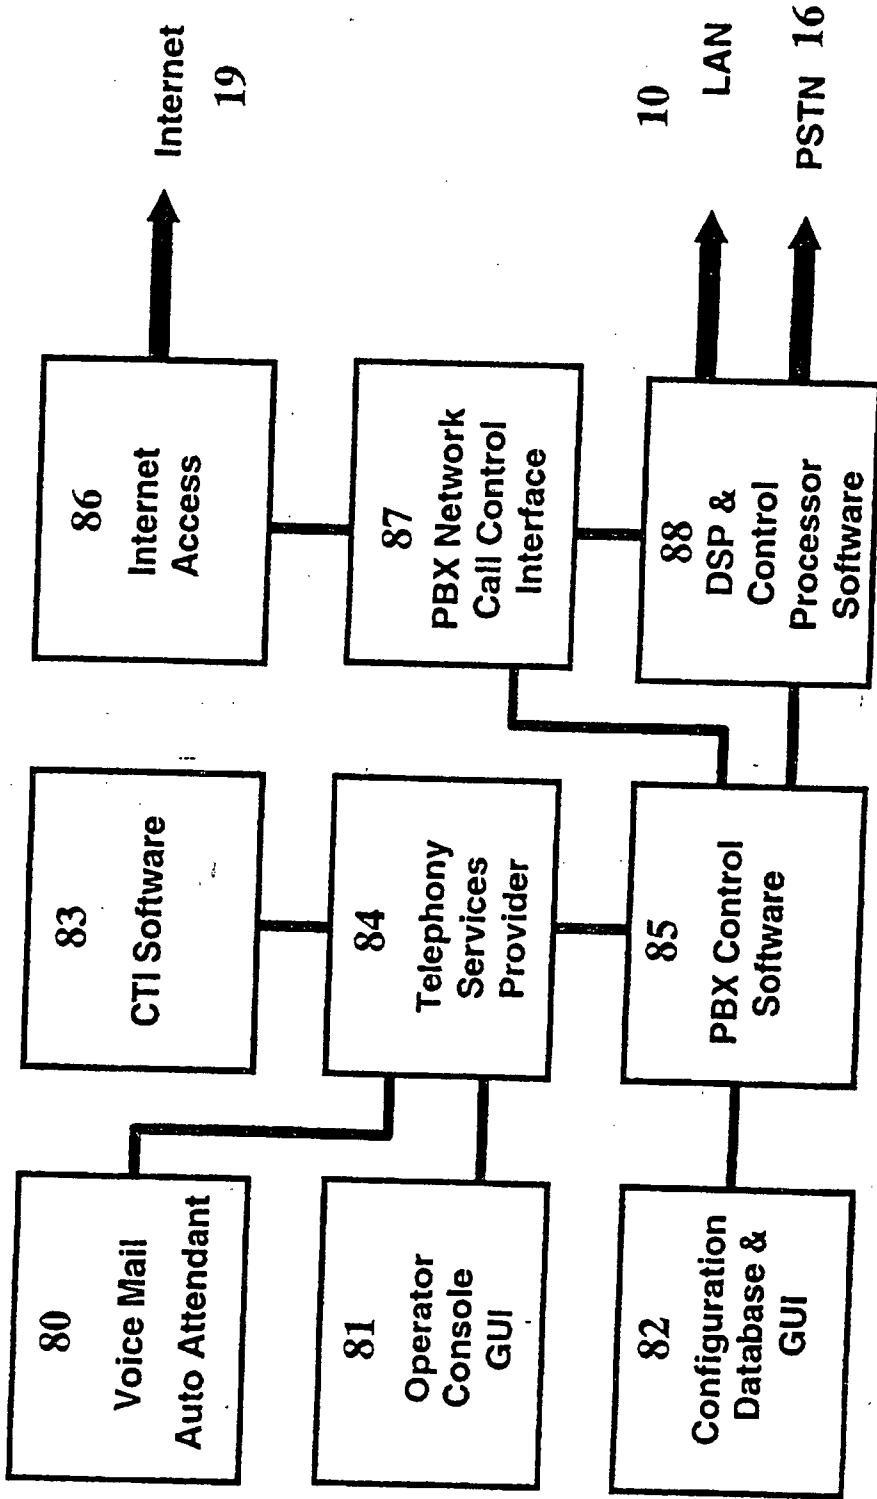 80
Voice Mail
Auto Attendant
83
CTI Software
86
Internet
Access
Internet
19
81
Operator
Console
GUI
84
Telephony
Services
Provider
87
PBX Network
Call Control
Interface
82
Configuration
Database &
GUI
85
PBX Control
Software
88
DSP &
Control
Processor
Software
10
LAN
PSTN 16